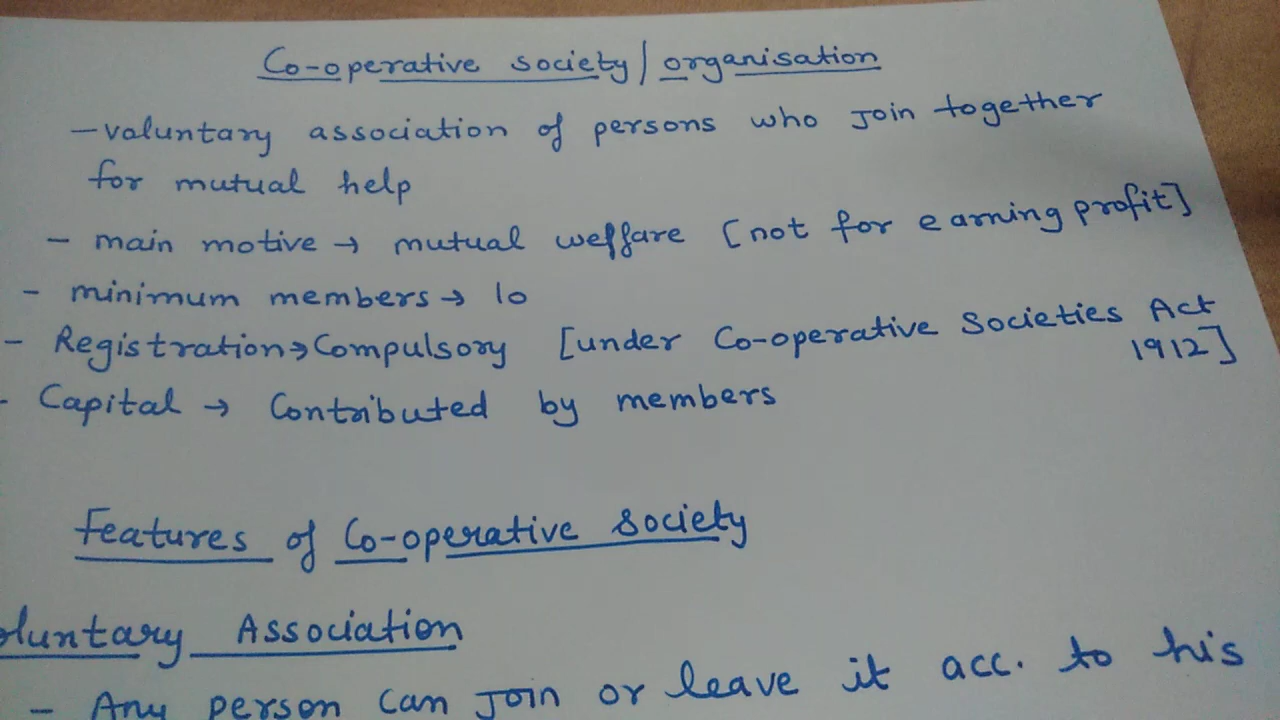 Co-operative society/organisation
- voluntary association of persons who join together
for mutual help
- main motive → mutual welfare [not for earning profit]
- minimum members → 10
- Registration → Compulsory [under Co-operative Societies Act
1912]
- Capital → Contributed by members
Features of Co-operative Society
oluntary Association
- Any person can join or leave it acc. to his